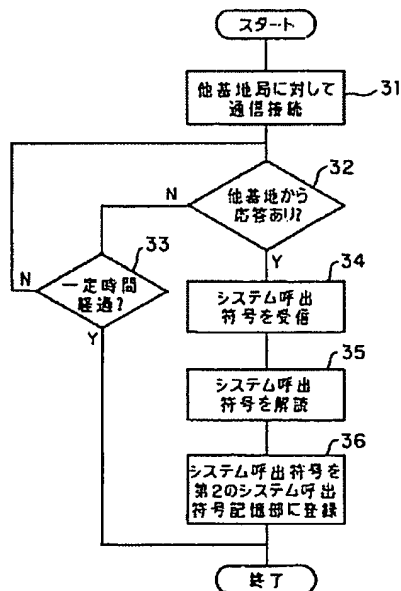 スタート
他基地局に対して
通信接続
31
32
他基地から
応答あり?
N
Y
33
一定時間
経過?
N
Y
34
システム呼出
符号を受信
35
システム呼出
符号を解読
36
システム呼出符号を
第2のシステム呼出
符号記憶部に登録
終了